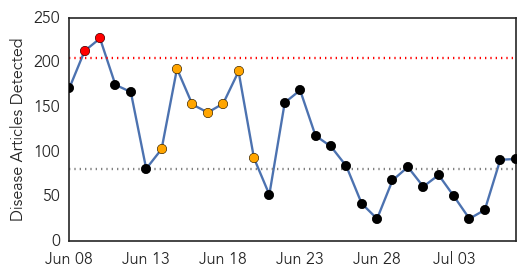 250
200
150
100
50
0
Disease Articles Detected
Jun 08
Jun 13
Jun 18
Jun 23
Jun 28
Jul 03